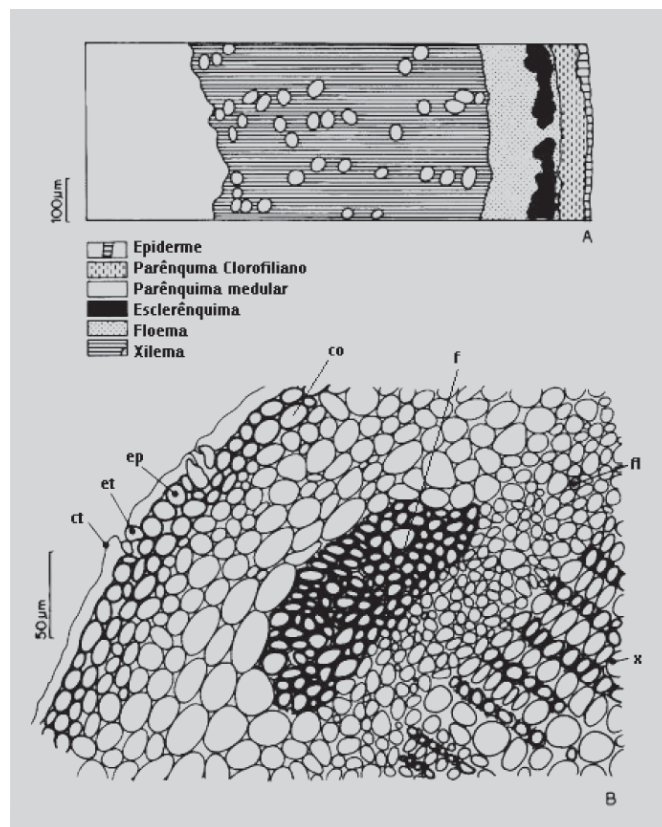 100µm
A
Epiderme
Parênquma Clorofiliano
Parênquima medular
Esclerênquima
Floema
Xilema
co
f
ep
fl
et
ct
50µm
x
B